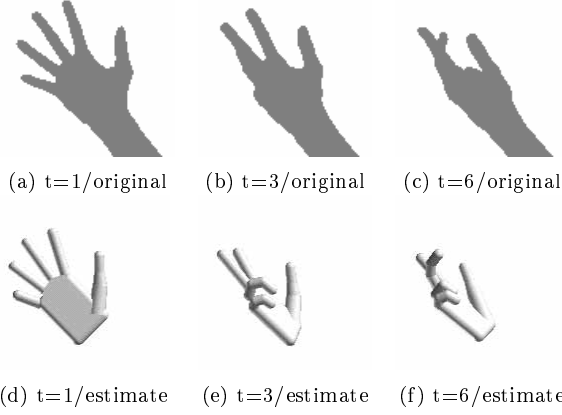 (a) t=1/original (b) t=3/original (c) t=6/original
(d) t=1/estimate (e) t=3/estimate (f) t=6/estimate